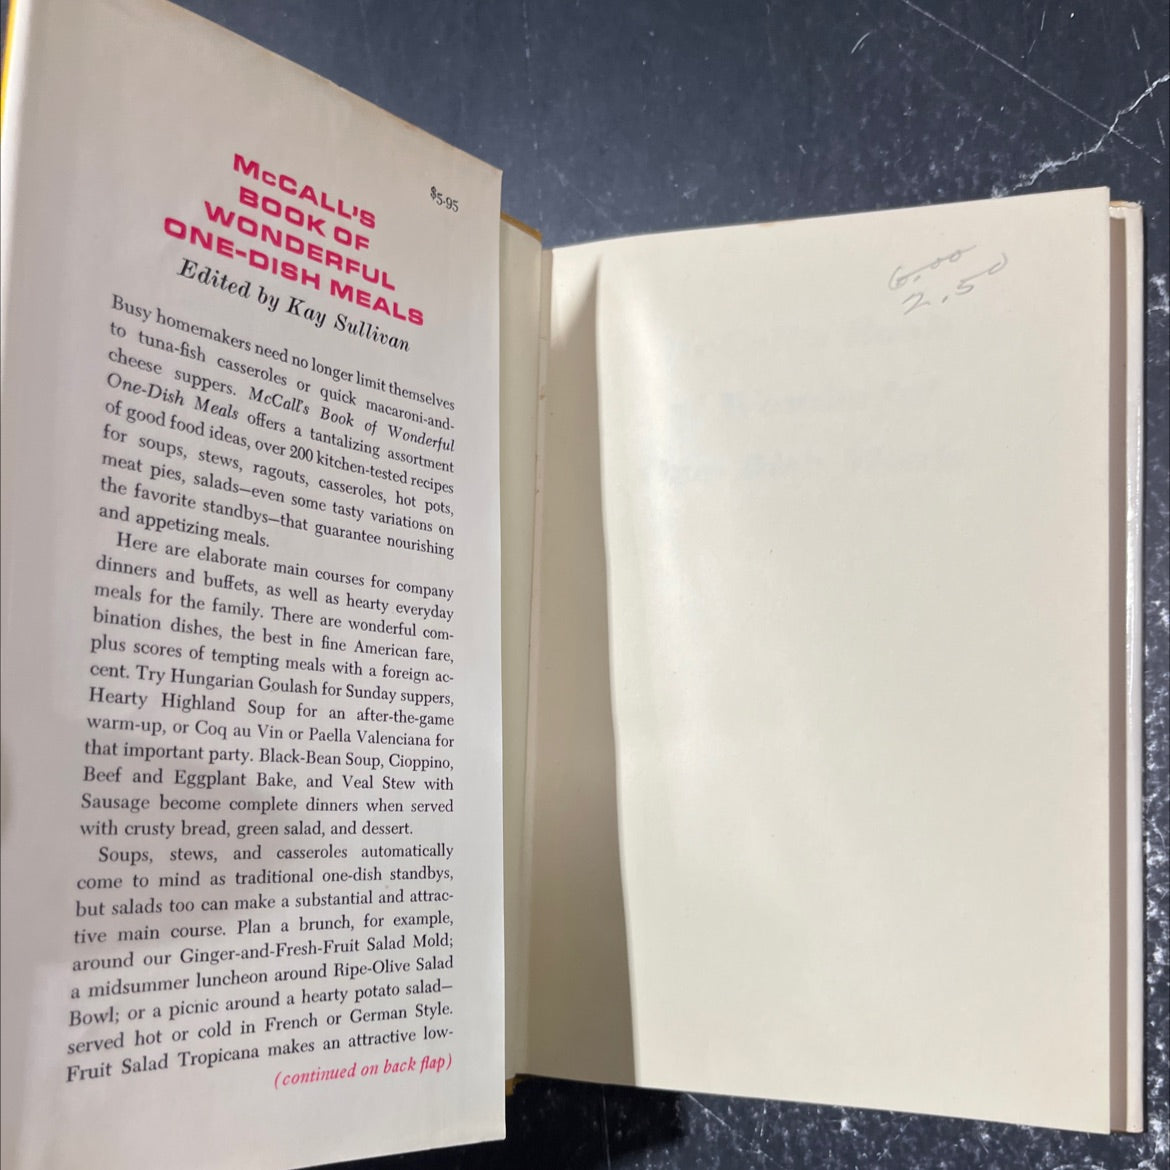 McCALL'S
BOOK OF
WONDERFUL
ONE-DISH MEALS
$5.95
Edited by Kay Sullivan
Busy homemakers need no longer limit themselves
to tuna-fish casseroles or quick macaroni-and-
cheese suppers. McCall's Book of Wonderful
One-Dish Meals offers a tantalizing assortment
of good food ideas, over 200 kitchen-tested recipes
for soups, stews, ragouts, casseroles, hot pots,
meat pies, salads—even some tasty variations on
the favorite standbys—that guarantee nourishing
and appetizing meals.
Here are elaborate main courses for company
dinners and buffets, as well as hearty everyday
meals for the family. There are wonderful com-
bination dishes, the best in fine American fare,
plus scores of tempting meals with a foreign ac-
cent. Try Hungarian Goulash for Sunday suppers,
Hearty Highland Soup for an after-the-game
warm-up, or Coq au Vin or Paella Valenciana for
that important party. Black-Bean Soup, Cioppino,
Beef and Eggplant Bake, and Veal Stew with
Sausage become complete dinners when served
with crusty bread, green salad, and dessert.
Soups, stews, and casseroles automatically
come to mind as traditional one-dish standbys,
but salads too can make a substantial and attrac-
tive main course. Plan a brunch, for example,
around our Ginger-and-Fresh-Fruit Salad Mold;
a midsummer luncheon around Ripe-Olive Salad
Bowl; or a picnic around a hearty potato salad—
served hot or cold in French or German Style.
Fruit Salad Tropicana makes an attractive low-
(continued on back flap)
6.00
2.50